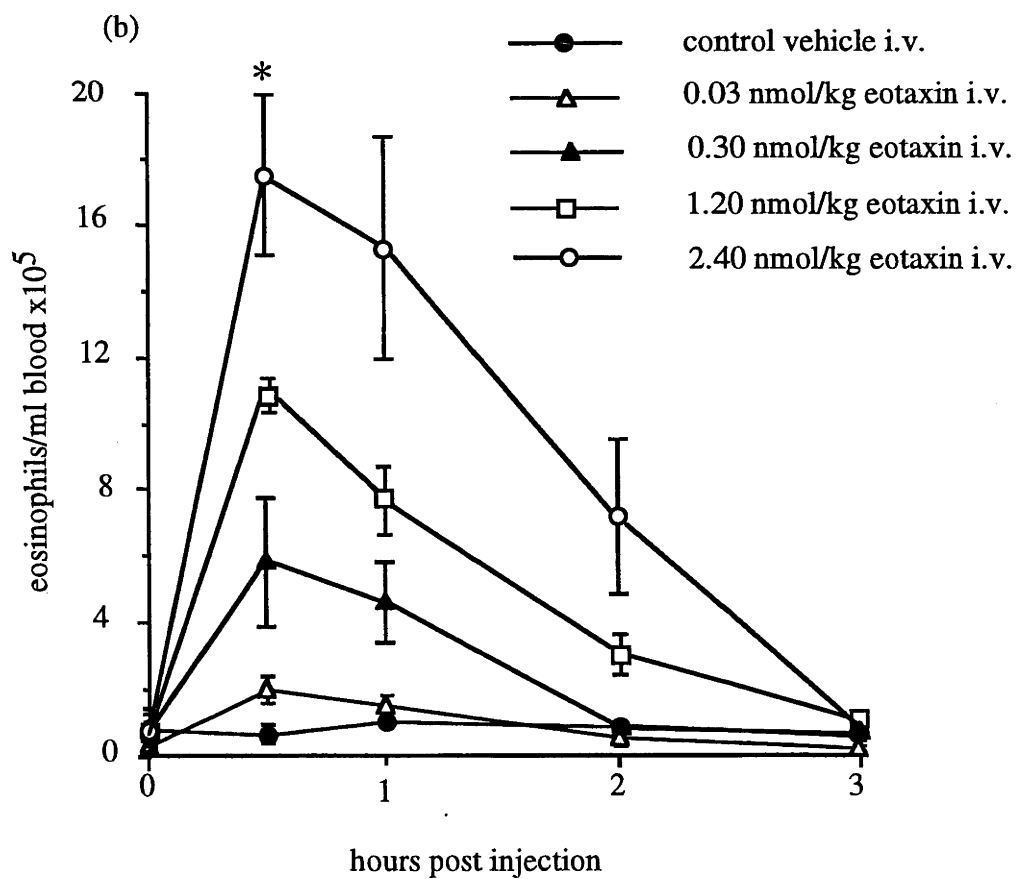 (b)
control vehicle i.v.
0.03 nmol/kg eotaxin i.v.
0.30 nmol/kg eotaxin i.v.
1.20 nmol/kg eotaxin i.v.
2.40 nmol/kg eotaxin i.v.
*
20
16
12
8
4
0
eosinophils/ml blood x10⁵
0 1 2 3
hours post injection